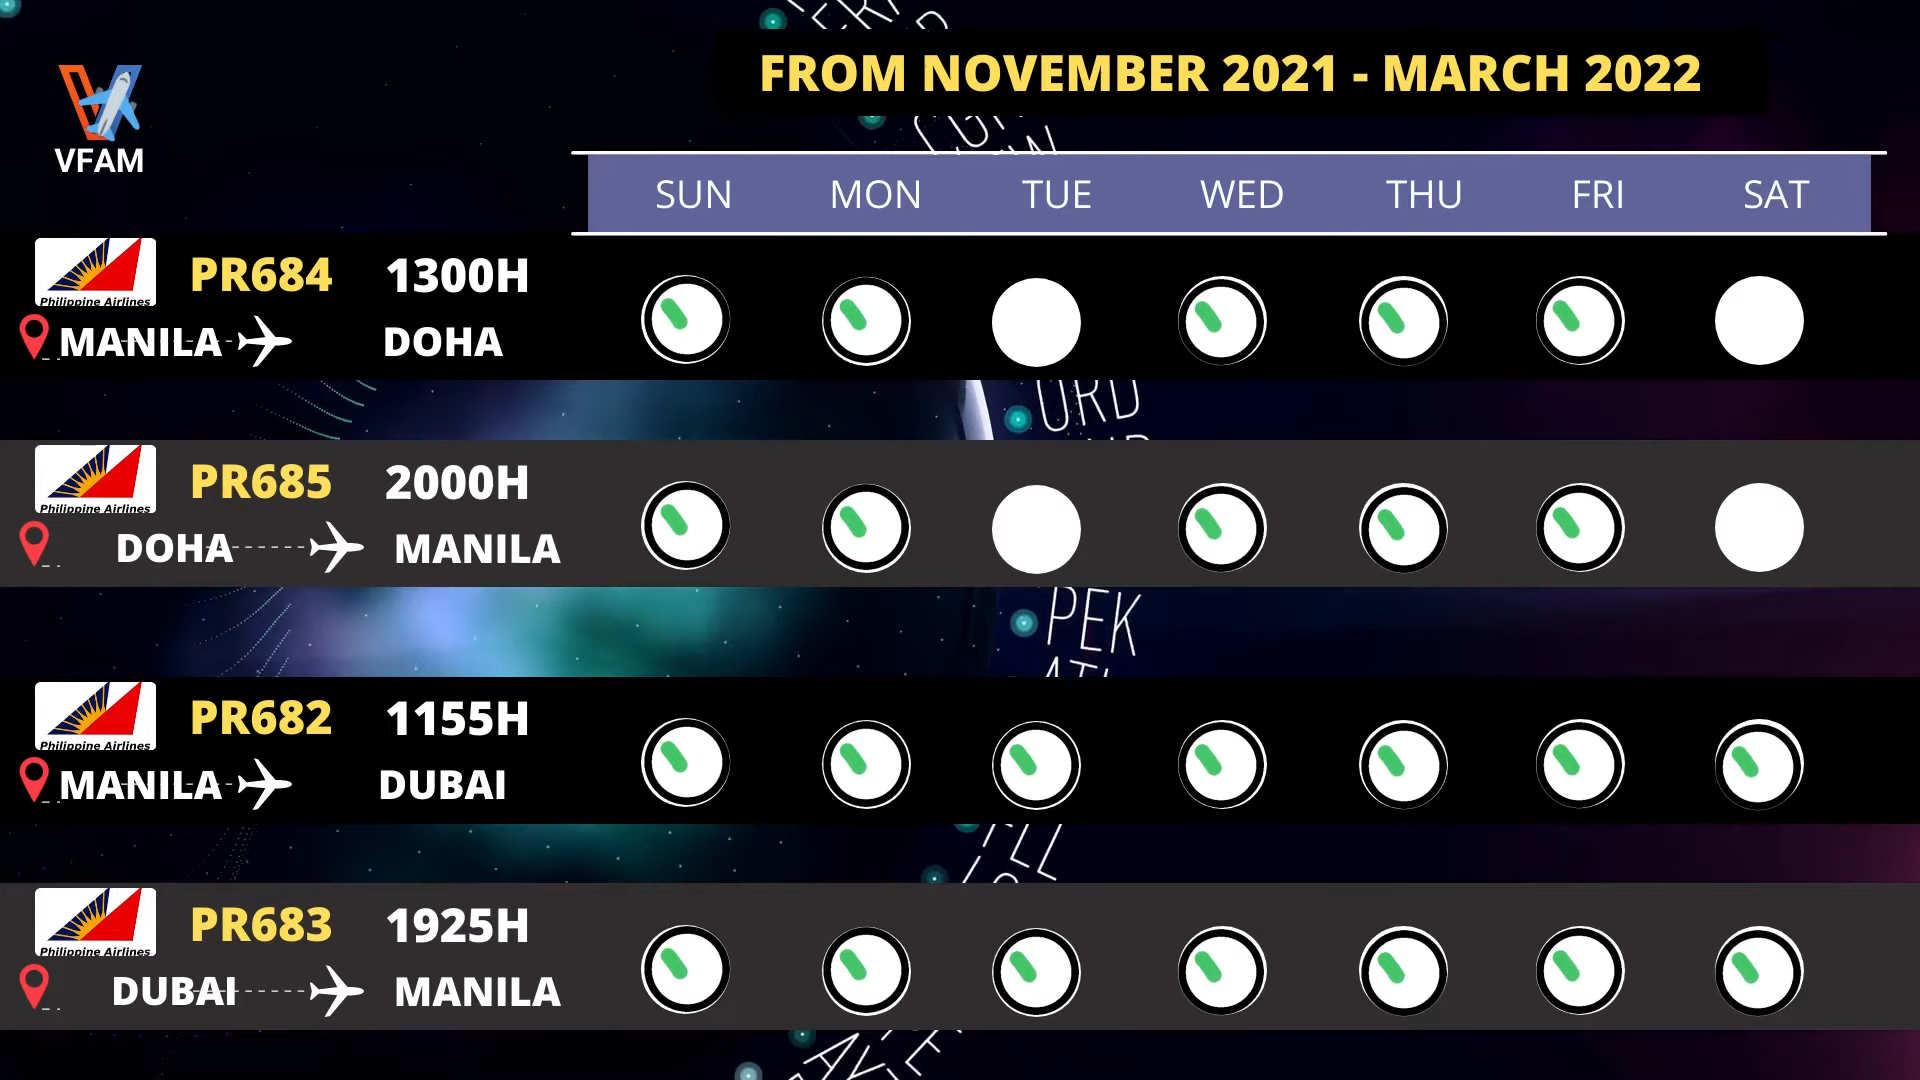 FROM NOVEMBER 2021 - MARCH 2022
VFAM
SUN MON TUE WED THU FRI SAT
Philippine Airlines PR684 1300H
MANILA DOHA
Philippine Airlines PR685 2000H
DOHA MANILA
PEK
Philippine Airlines PR682 1155H
MANILA DUBAI
Philippine Airlines PR683 1925H
DUBAI MANILA